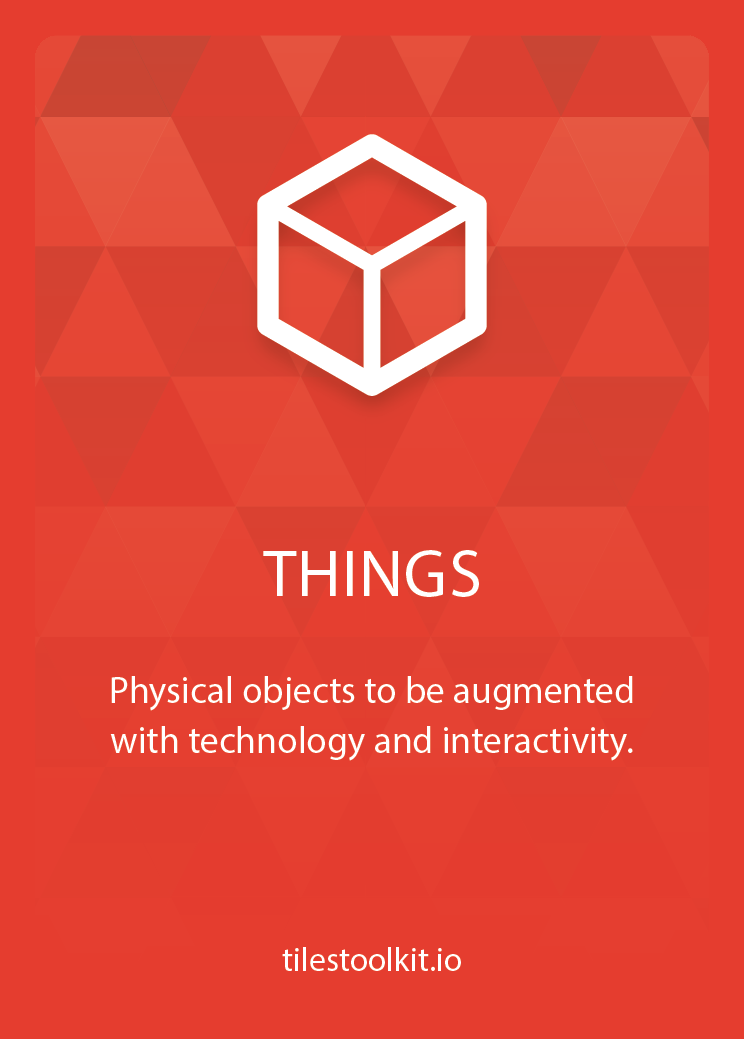 THINGS
Physical objects to be augmented
with technology and interactivity.
tilestoolkit.io